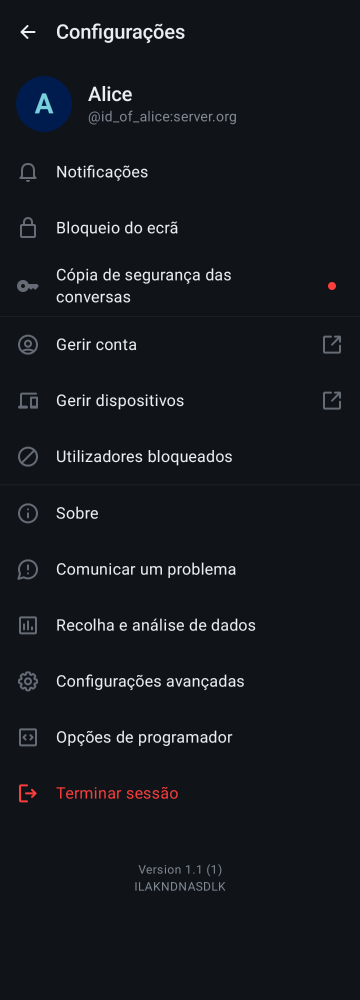 Configurações
A
Alice
@id_of_alice:server.org
Notificações
Bloqueio do ecrã
Cópia de segurança das
conversas
Gerir conta
Gerir dispositivos
Utilizadores bloqueados
Sobre
Comunicar um problema
Recolha e análise de dados
Configurações avançadas
Opções de programador
Terminar sessão
Version 1.1 (1)
ILAKNDNASDLK